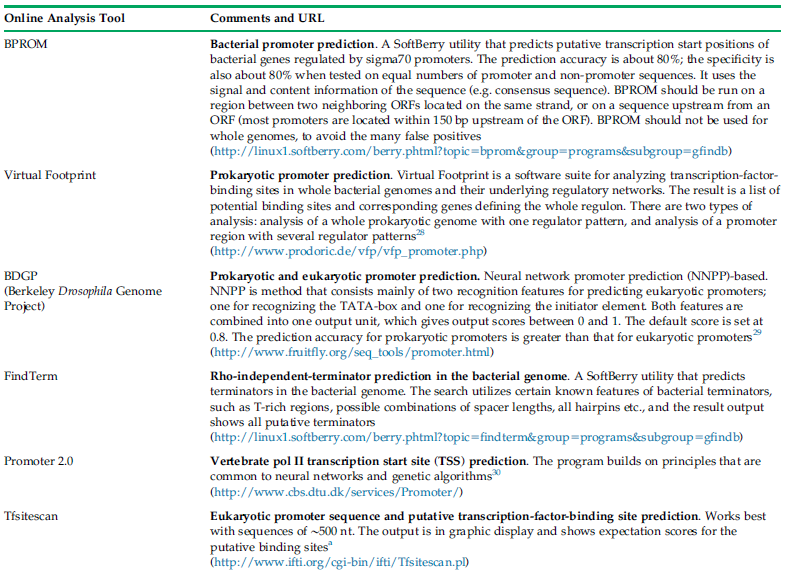 Online Analysis Tool Comments and URL
BPROM Bacterial promoter prediction. A SoftBerry utility that predicts putative transcription start positions of
bacterial genes regulated by sigma70 promoters. The prediction accuracy is about 80%; the specificity
is also about 80% when tested on equal numbers of promoter and non-promoter sequences. It uses the
signal and content information of the sequence (e.g. consensus sequence). BPROM should be run on a
region between two neighboring ORFs located on the same strand, or on a sequence upstream from an
ORF (most promoters are located within 150 bp upstream of the ORF). BPROM should not be used for
whole genomes, to avoid the many false positives
(http://linux1.softberry.com/berry.phtml?topic=bprom&group=programs&subgroup=gfindb)
Virtual Footprint Prokaryotic promoter prediction. Virtual Footprint is a software suite for analyzing transcription-factor-
binding sites in whole bacterial genomes and their underlying regulatory networks. The result is a list of
potential binding sites and corresponding genes defining the whole regulon. There are two types of
analysis: analysis of a whole prokaryotic genome with one regulator pattern, and analysis of a promoter
region with several regulator patterns28
(http://www.prodoric.de/vfp/vfp_promoter.php)
BDGP Prokaryotic and eukaryotic promoter prediction. Neural network promoter prediction (NNPP)-based.
(Berkeley Drosophila Genome NNPP is method that consists mainly of two recognition features for predicting eukaryotic promoters;
Project) one for recognizing the TATA-box and one for recognizing the initiator element. Both features are
combined into one output unit, which gives output scores between 0 and 1. The default score is set at
0.8. The prediction accuracy for prokaryotic promoters is greater than that for eukaryotic promoters29
(http://www.fruitfly.org/seq_tools/promoter.html)
FindTerm Rho-independent-terminator prediction in the bacterial genome. A SoftBerry utility that predicts
terminators in the bacterial genome. The search utilizes certain known features of bacterial terminators,
such as T-rich regions, possible combinations of spacer lengths, all hairpins etc., and the result output
shows all putative terminators
(http://linux1.softberry.com/berry.phtml?topic=findterm&group=programs&subgroup=gfindb)
Promoter 2.0 Vertebrate pol II transcription start site (TSS) prediction. The program builds on principles that are
common to neural networks and genetic algorithms30
(http://www.cbs.dtu.dk/services/Promoter/)
Tfsitescan Eukaryotic promoter sequence and putative transcription-factor-binding site prediction. Works best
with sequences of ~500 nt. The output is in graphic display and shows expectation scores for the
putative binding sitesa
(http://www.ifti.org/cgi-bin/ifti/Tfsitescan.pl)